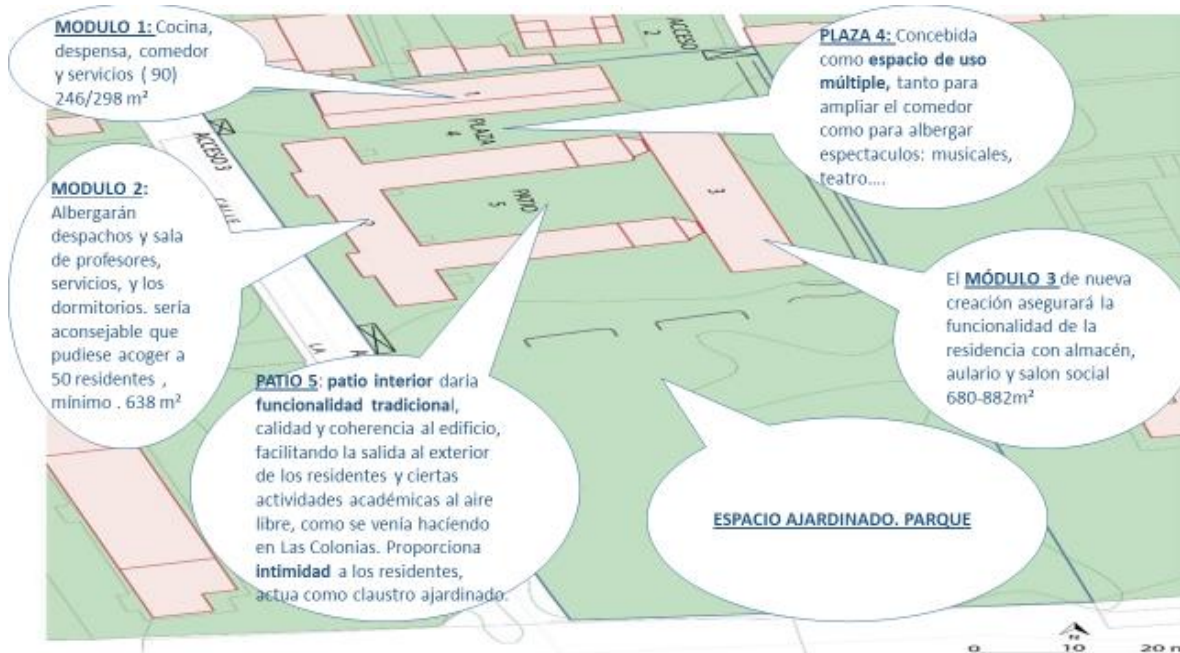 MODULO 1: Cocina,
despensa, comedor
y servicios ( 90)
246/298 m²
ACCESO
2
PLAZA 4: Concebida
como espacio de uso
múltiple, tanto para
ampliar el comedor
como para albergar
espectaculos: musicales,
teatro....
1
PLAZA
4
ACCESO 3
CALLE
MODULO 2:
Albergarán
despachos y sala
de profesores,
servicios, y los
dormitorios. sería
aconsejable que
pudiese acoger a
50 residentes ,
mínimo . 638 m²
2
PATIO
5
3
El MÓDULO 3 de nueva
creación asegurará la
funcionalidad de la
residencia con almacén,
aulario y salon social
680-882m²
LA
A
PATIO 5: patio interior daria
funcionalidad tradicional,
calidad y coherencia al edificio,
facilitando la salida al exterior
de los residentes y ciertas
actividades académicas al aire
libre, como se venía hacíendo
en Las Colonias. Proporciona
intimidad a los residentes,
actua como claustro ajardinado.
ESPACIO AJARDINADO. PARQUE
N
0 10 20 m